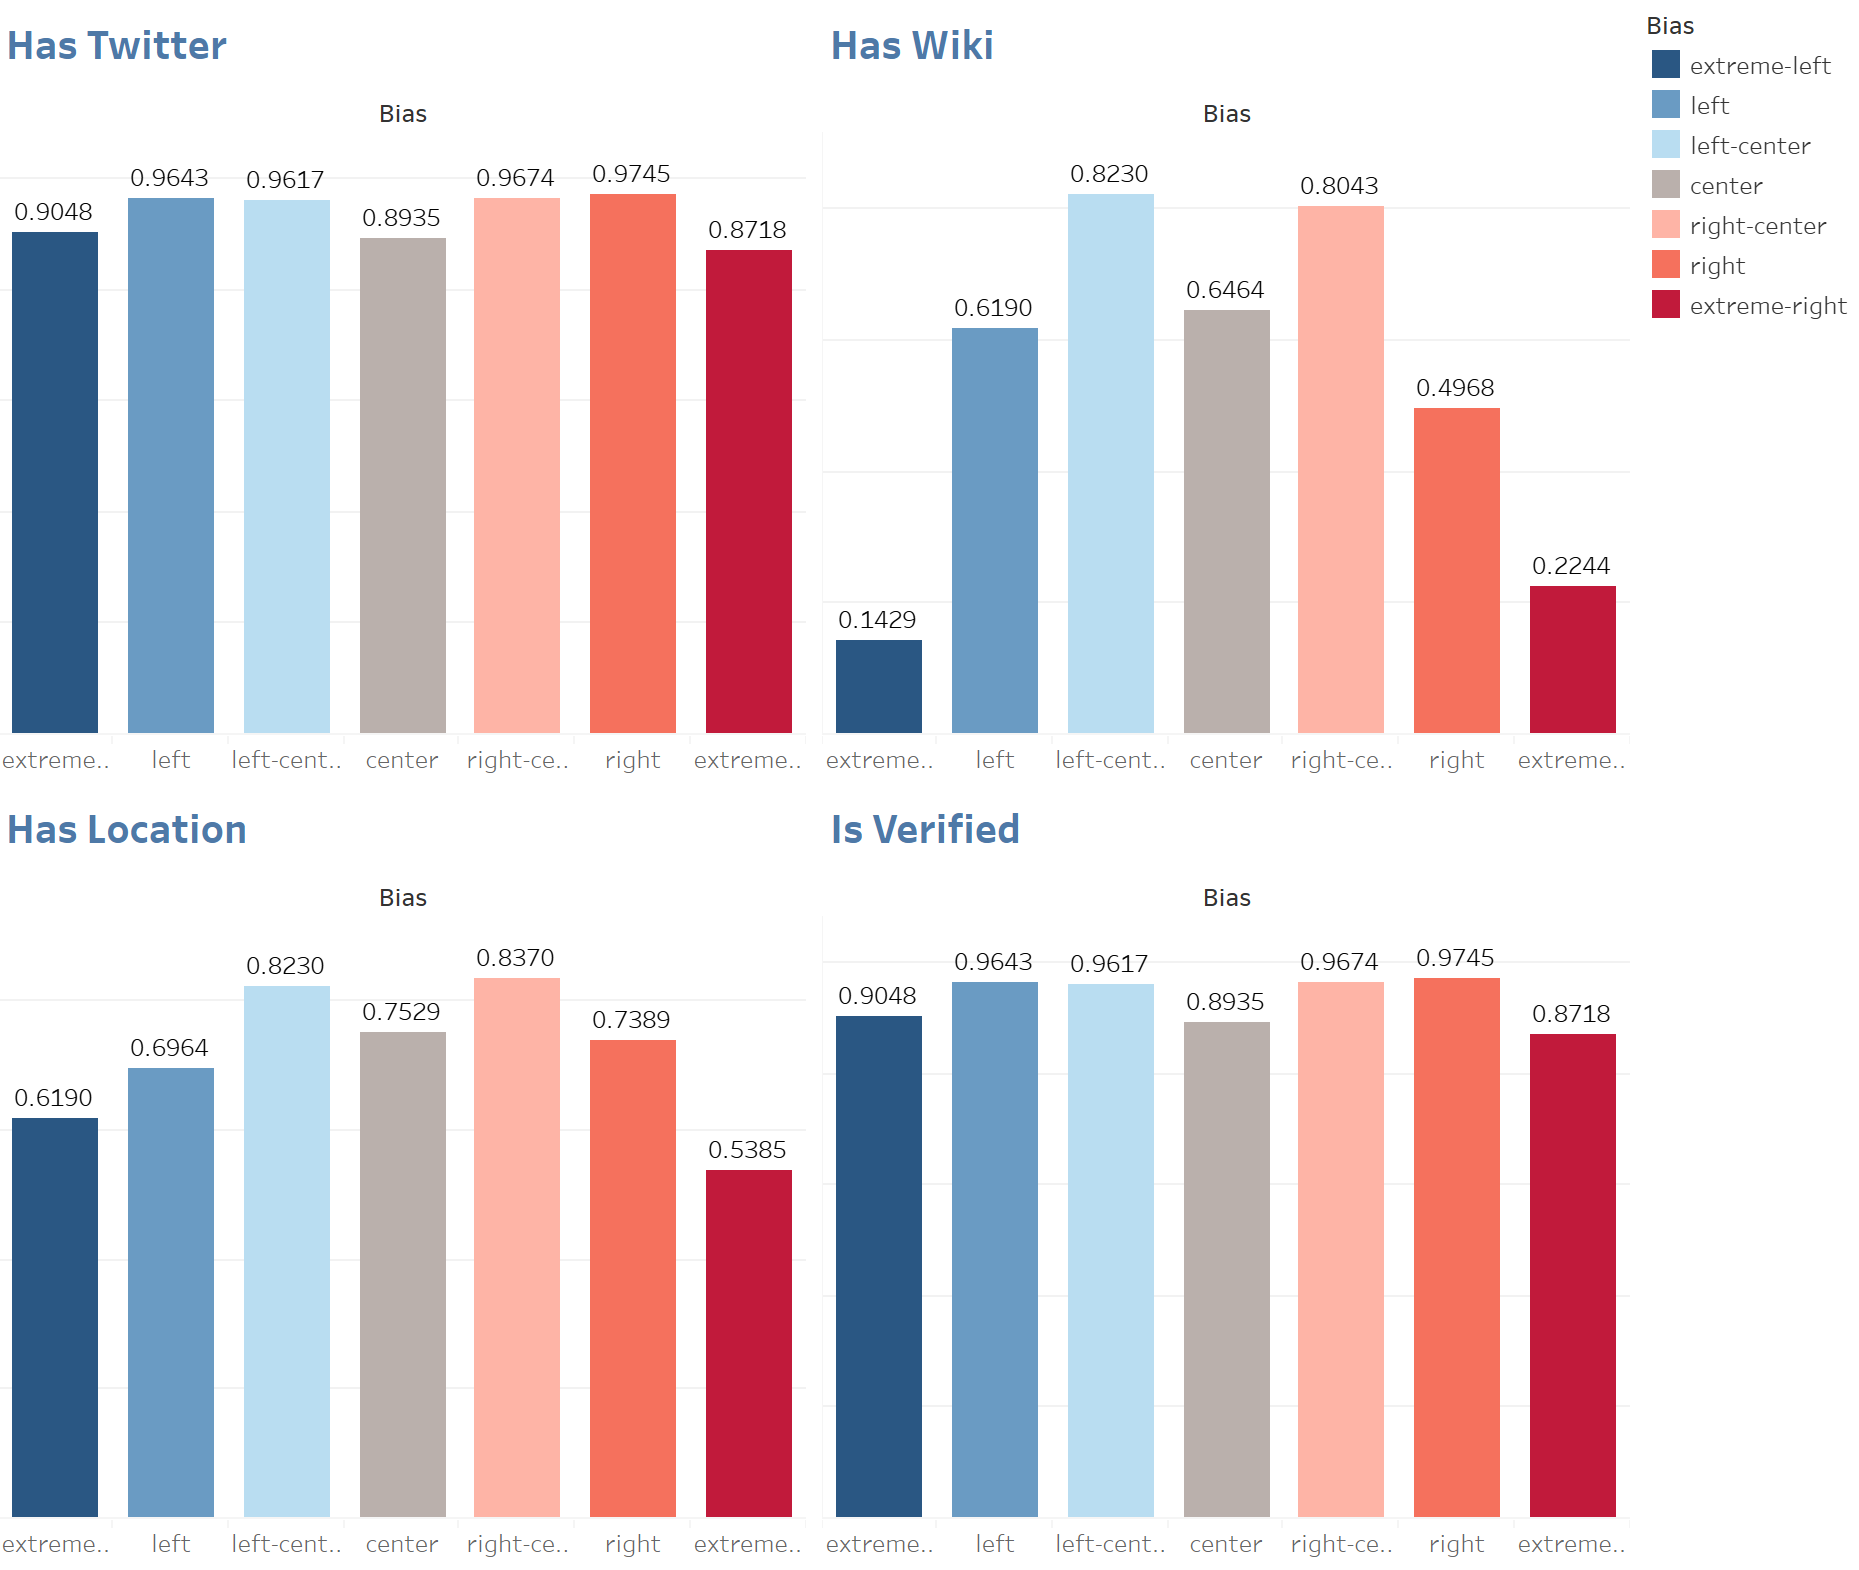 Has Twitter
Bias
0.9048
0.9643
0.9617
0.8935
0.9674
0.9745
0.8718
extreme..
left
left-cent..
center
right-ce..
right
extreme..
Has Wiki
Bias
0.1429
0.6190
0.8230
0.6464
0.8043
0.4968
0.2244
extreme..
left
left-cent..
center
right-ce..
right
extreme..
Bias
extreme-left
left
left-center
center
right-center
right
extreme-right
Has Location
Bias
0.6190
0.6964
0.8230
0.7529
0.8370
0.7389
0.5385
extreme..
left
left-cent..
center
right-ce..
right
extreme..
Is Verified
Bias
0.9048
0.9643
0.9617
0.8935
0.9674
0.9745
0.8718
extreme..
left
left-cent..
center
right-ce..
right
extreme..